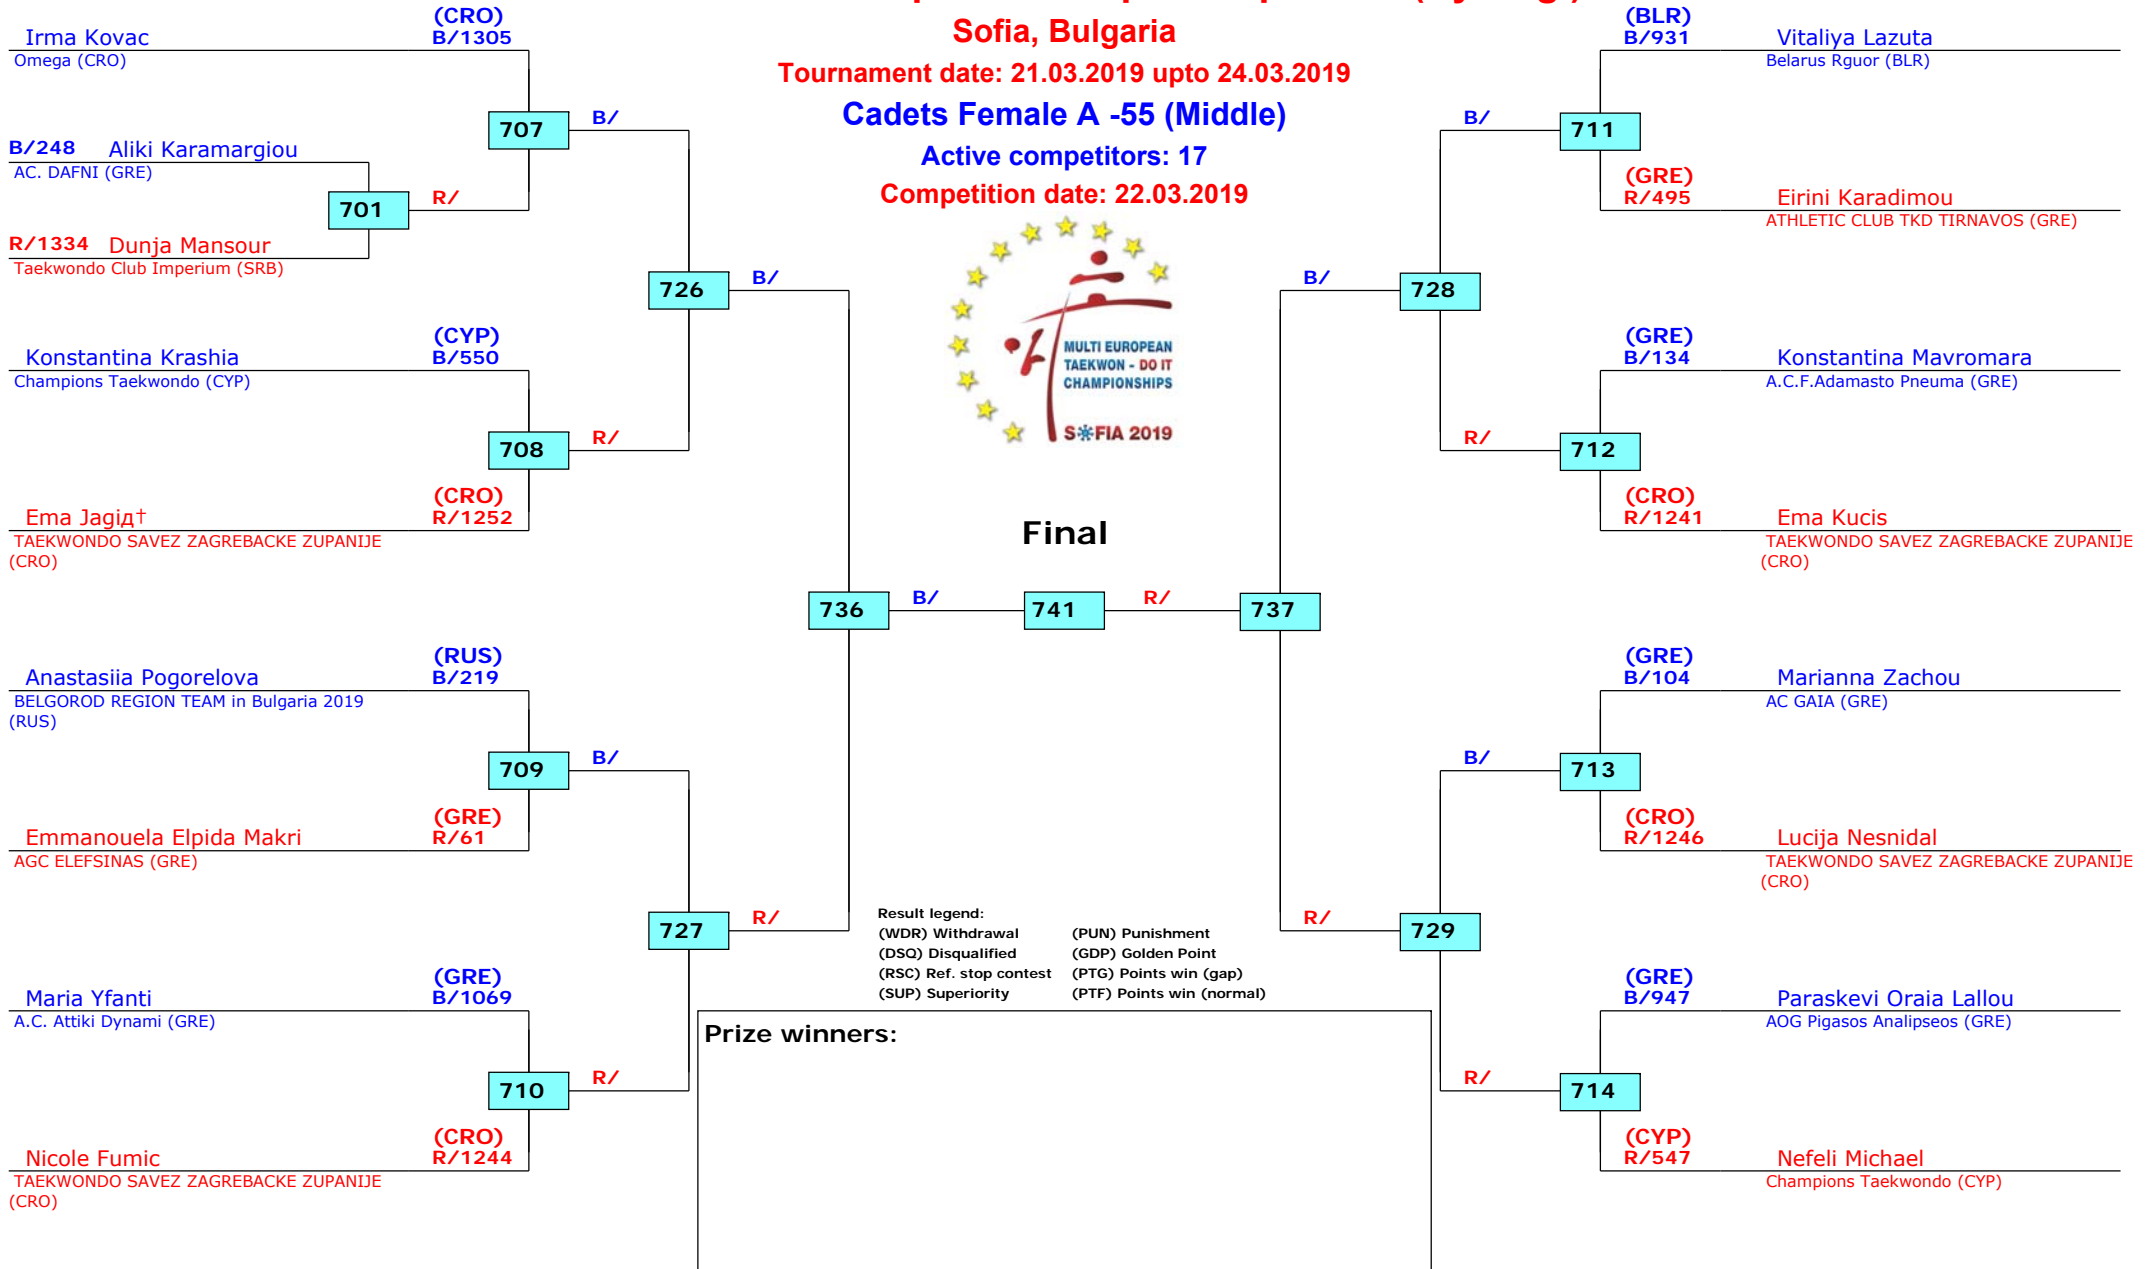 Sofia, Bulgaria
Tournament date: 21.03.2019 upto 24.03.2019
Cadets Female A -55 (Middle)
Active competitors: 17
Competition date: 22.03.2019
MULTI EUROPEAN
TAEKWON - DO IT
CHAMPIONSHIPS
S※FIA 2019
(CRO)
Irma Kovac B/1305
Omega (CRO)
707 B/
B/248 Aliki Karamargiou
AC. DAFNI (GRE)
701 R/
R/1334 Dunja Mansour
Taekwondo Club Imperium (SRB)
726 B/
(CYP)
Konstantina Krashia B/550
Champions Taekwondo (CYP)
708 R/
(CRO)
Ema Jagiд† R/1252
TAEKWONDO SAVEZ ZAGREBACKE ZUPANIJE
(CRO)
Final
736 B/ 741 R/ 737
(RUS)
Anastasiia Pogorelova B/219
BELGOROD REGION TEAM in Bulgaria 2019
(RUS)
709 B/
(GRE)
Emmanouela Elpida Makri R/61
AGC ELEFSINAS (GRE)
727 R/
(GRE)
Maria Yfanti B/1069
A.C. Attiki Dynami (GRE)
710 R/
(CRO)
Nicole Fumic R/1244
TAEKWONDO SAVEZ ZAGREBACKE ZUPANIJE
(CRO)
(BLR)
B/931 Vitaliya Lazuta
Belarus Rguor (BLR)
B/ 711
(GRE)
R/495 Eirini Karadimou
ATHLETIC CLUB TKD TIRNAVOS (GRE)
B/ 728
(GRE)
B/134 Konstantina Mavromara
A.C.F.Adamasto Pneuma (GRE)
R/ 712
(CRO)
R/1241 Ema Kucis
TAEKWONDO SAVEZ ZAGREBACKE ZUPANIJE
(CRO)
(GRE)
B/104 Marianna Zachou
AC GAIA (GRE)
B/ 713
(CRO)
R/1246 Lucija Nesnidal
TAEKWONDO SAVEZ ZAGREBACKE ZUPANIJE
(CRO)
R/ 729
(GRE)
B/947 Paraskevi Oraia Lallou
AOG Pigasos Analipseos (GRE)
R/ 714
(CYP)
R/547 Nefeli Michael
Champions Taekwondo (CYP)
Result legend:
(WDR) Withdrawal (PUN) Punishment
(DSQ) Disqualified (GDP) Golden Point
(RSC) Ref. stop contest (PTG) Points win (gap)
(SUP) Superiority (PTF) Points win (normal)
Prize winners: